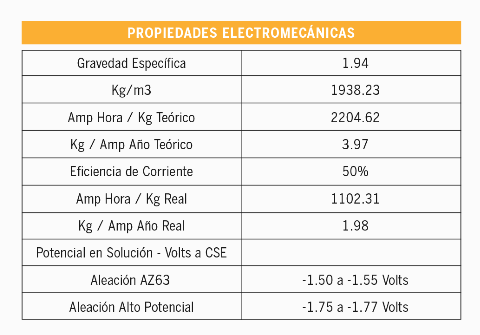 PROPIEDADES ELECTROMECÁNICAS
Gravedad Específica 1.94
Kg/m3 1938.23
Amp Hora / Kg Teórico 2204.62
Kg / Amp Año Teórico 3.97
Eficiencia de Corriente 50%
Amp Hora / Kg Real 1102.31
Kg / Amp Año Real 1.98
Potencial en Solución - Volts a CSE
Aleación AZ63 -1.50 a -1.55 Volts
Aleación Alto Potencial -1.75 a -1.77 Volts